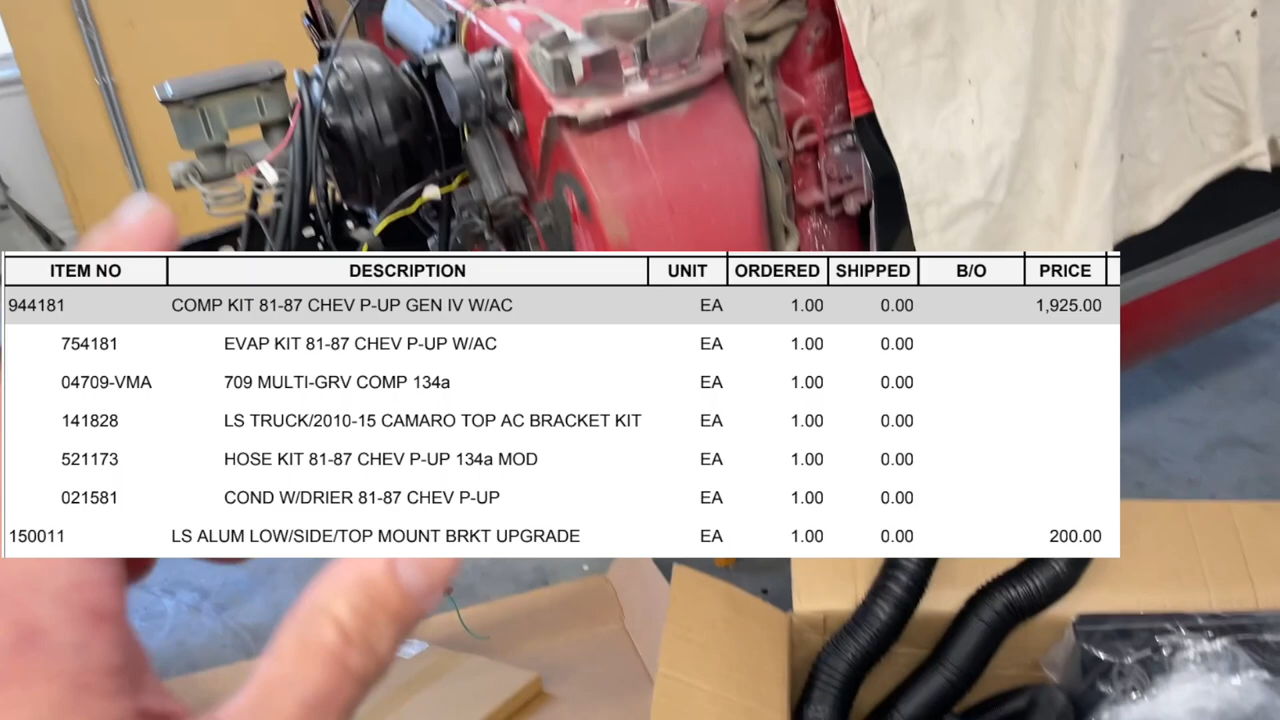 ITEM NO DESCRIPTION UNIT ORDERED SHIPPED B/O PRICE
944181 COMP KIT 81-87 CHEV P-UP GEN IV W/AC EA 1.00 0.00 1,925.00
754181 EVAP KIT 81-87 CHEV P-UP W/AC EA 1.00 0.00
04709-VMA 709 MULTI-GRV COMP 134a EA 1.00 0.00
141828 LS TRUCK/2010-15 CAMARO TOP AC BRACKET KIT EA 1.00 0.00
521173 HOSE KIT 81-87 CHEV P-UP 134a MOD EA 1.00 0.00
021581 COND W/DRIER 81-87 CHEV P-UP EA 1.00 0.00
150011 LS ALUM LOW/SIDE/TOP MOUNT BRKT UPGRADE EA 1.00 0.00 200.00